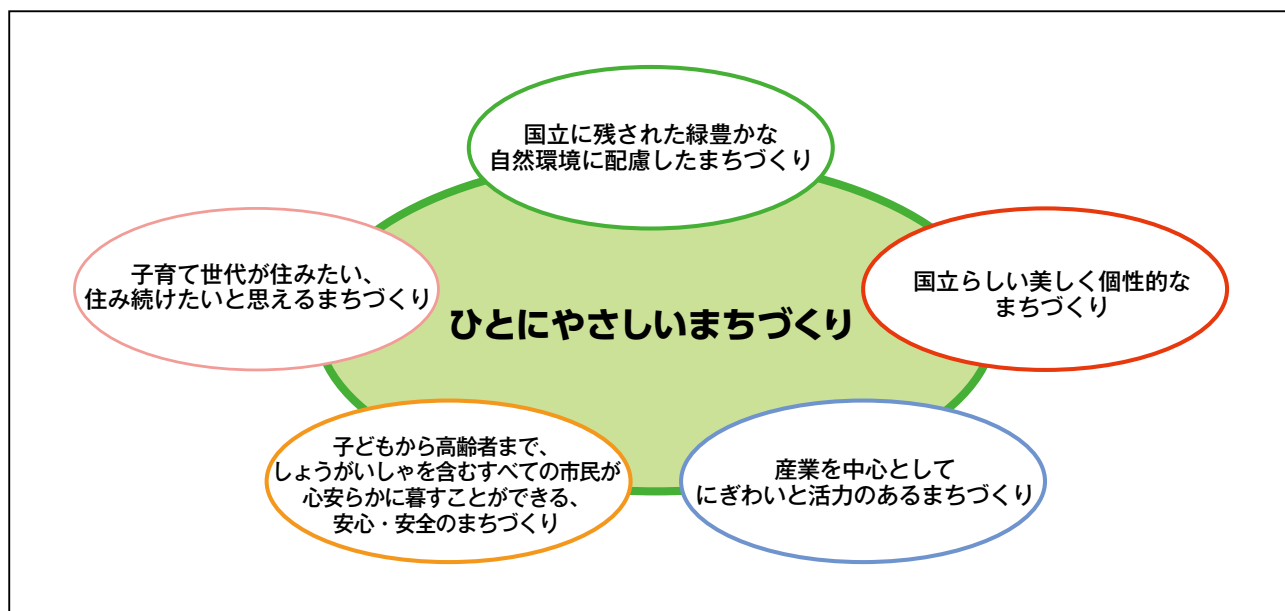 国立に残された緑豊かな
自然環境に配慮したまちづくり
子育て世代が住みたい、
住み続けたいと思えるまちづくり
国立らしい美しく個性的な
まちづくり
ひとにやさしいまちづくり
子どもから高齢者まで、
しょうがいしゃを含むすべての市民が
心安らかに暮すことができる、
安心・安全のまちづくり
産業を中心として
にぎわいと活力のあるまちづくり